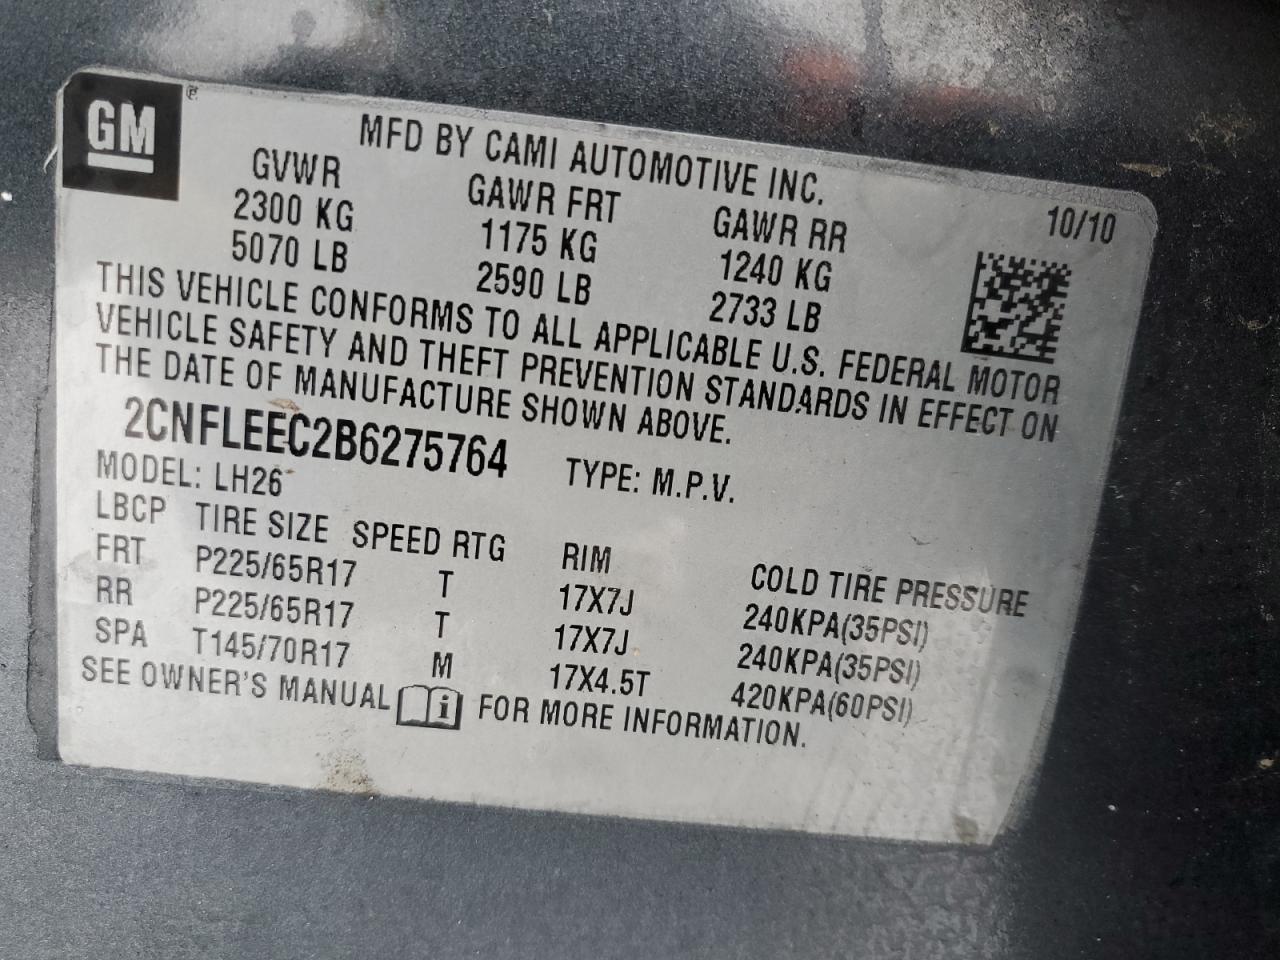 GM
MFD BY CAMI AUTOMOTIVE INC.
10/10
GVWR GAWR FRT GAWR RR
2300 KG 1175 KG 1240 KG
5070 LB 2590 LB 2733 LB
THIS VEHICLE CONFORMS TO ALL APPLICABLE U.S. FEDERAL MOTOR
VEHICLE SAFETY AND THEFT PREVENTION STANDARDS IN EFFECT ON
THE DATE OF MANUFACTURE SHOWN ABOVE.
2CNFLEEC2B6275764 TYPE: M.P.V.
MODEL: LH26
LBCP TIRE SIZE SPEED RTG RIM COLD TIRE PRESSURE
FRT P225/65R17 T 17X7J 240KPA(35PSI)
RR P225/65R17 T 17X7J 240KPA(35PSI)
SPA T145/70R17 M 17X4.5T 420KPA(60PSI)
SEE OWNER'S MANUAL i FOR MORE INFORMATION.